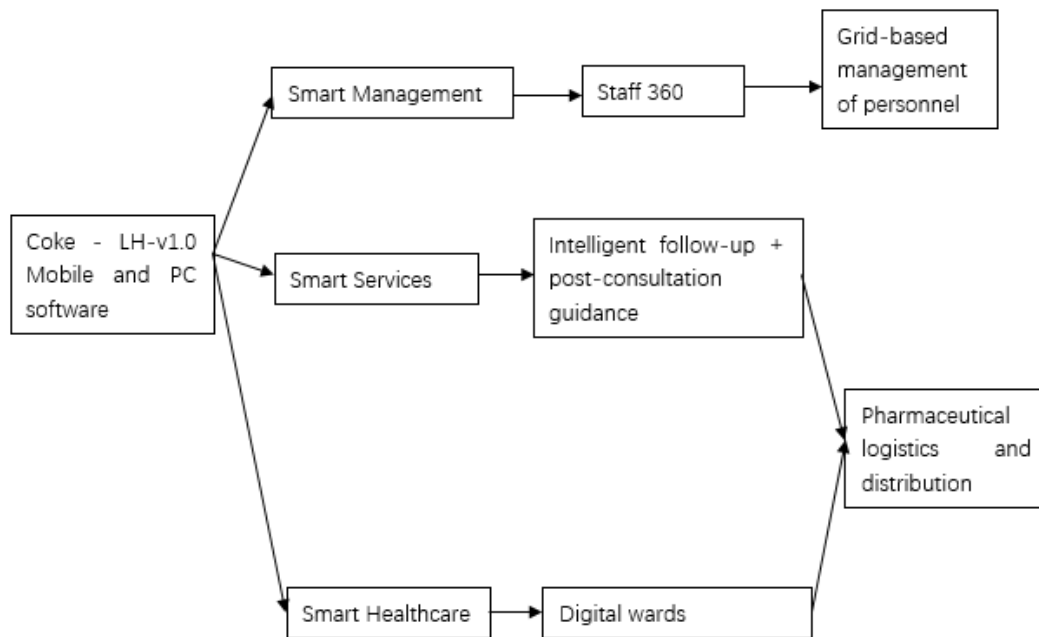 Grid-based
management
of personnel
Smart Management
Staff 360
Coke - LH-v1.0
Mobile and PC
software
Smart Services
Intelligent follow-up +
post-consultation
guidance
Pharmaceutical
logistics and
distribution
Smart Healthcare
Digital wards